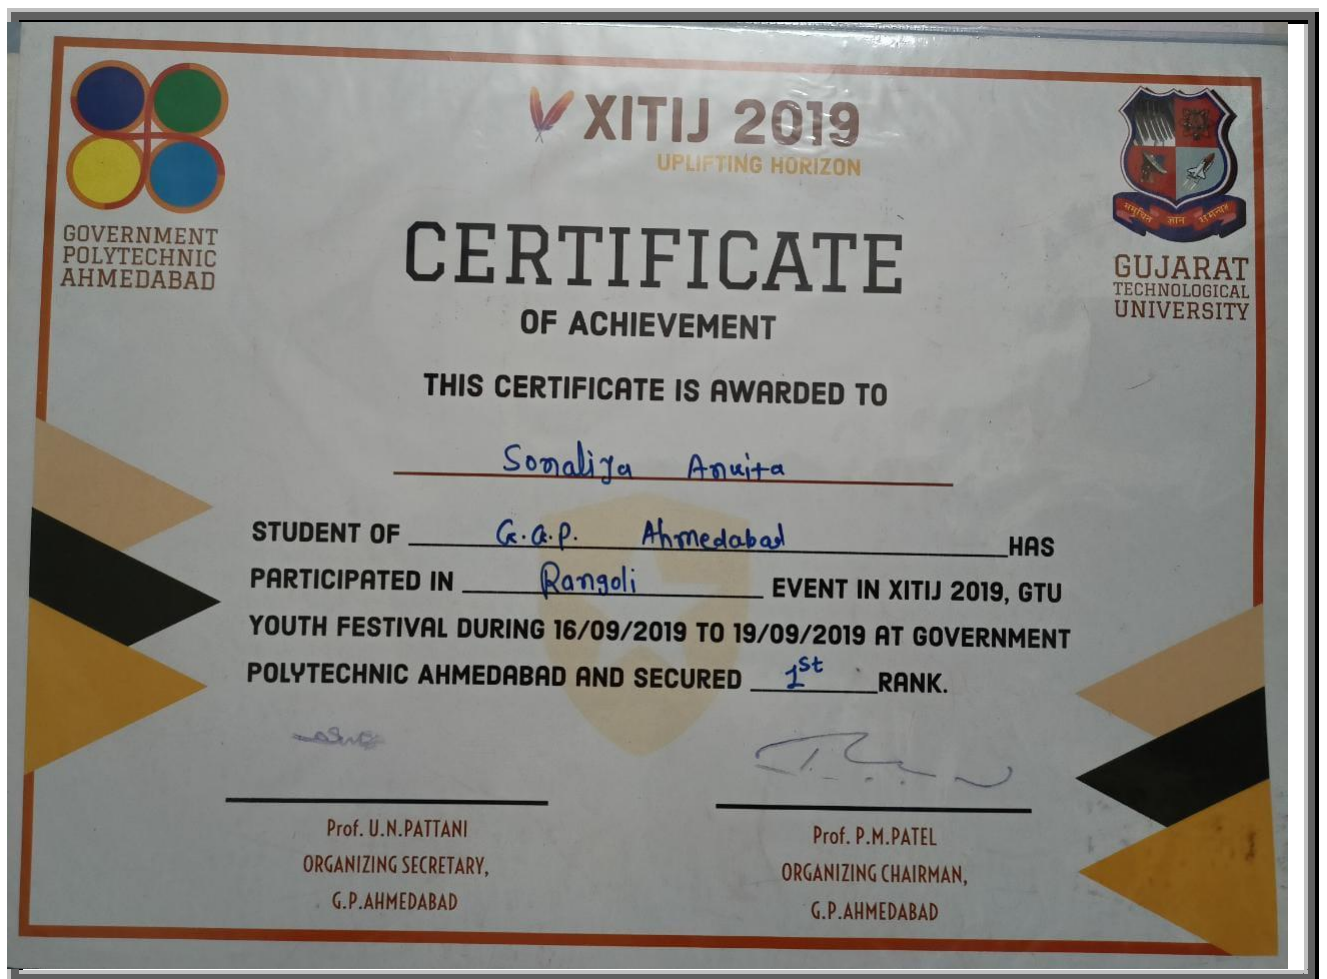 XITIJ 2019
UPLIFTING HORIZON
GOVERNMENT
POLYTECHNIC
AHMEDABAD
GUJARAT
TECHNOLOGICAL
UNIVERSITY
CERTIFICATE
OF ACHIEVEMENT
THIS CERTIFICATE IS AWARDED TO
Somaliya
STUDENT OF G.G.P. Ahmedabad HAS
PARTICIPATED IN Rangoli EVENT IN XITIJ 2019, GTU
YOUTH FESTIVAL DURING 16/09/2019 TO 19/09/2019 AT GOVERNMENT
POLYTECHNIC AHMEDABAD AND SECURED 1st RANK.
Prof. U.N.PATTANI
ORGANIZING SECRETARY,
G.P.AHMEDABAD
Prof. P.M.PATEL
ORGANIZING CHAIRMAN,
G.P.AHMEDABAD